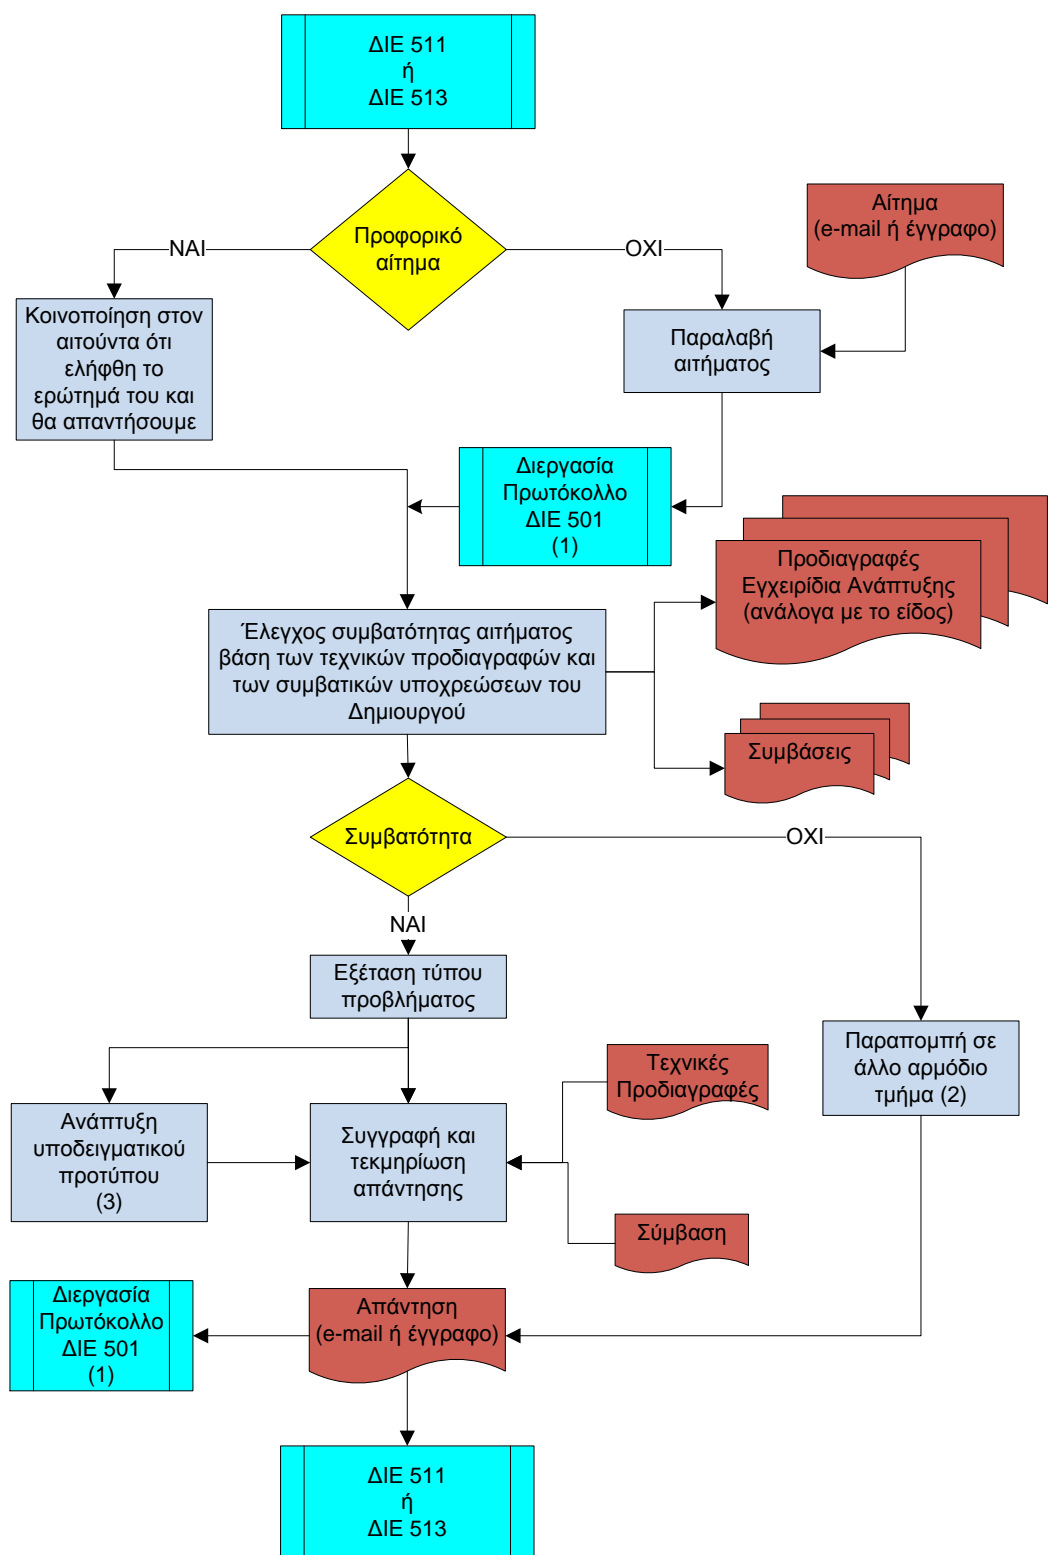 ΔΙΕ 511
ή
ΔΙΕ 513
Προφορικό
αίτημα
ΝΑΙ
ΟΧΙ
Αίτημα
(e-mail ή έγγραφο)
Κοινοποίηση στον
αιτούντα ότι
ελήφθη το
ερώτημά του και
θα απαντήσουμε
Παραλαβή
αιτήματος
Διεργασία
Πρωτόκολλο
ΔΙΕ 501
(1)
Προδιαγραφές
Εγχειρίδια Ανάπτυξης
(ανάλογα με το είδος)
Έλεγχος συμβατότητας αιτήματος
βάση των τεχνικών προδιαγραφών και
των συμβατικών υποχρεώσεων του
Δημιουργού
Συμβάσεις
Συμβατότητα
ΟΧΙ
ΝΑΙ
Εξέταση τύπου
προβλήματος
Παραπομπή σε
άλλο αρμόδιο
τμήμα (2)
Τεχνικές
Προδιαγραφές
Ανάπτυξη
υποδειγματικού
προτύπου
(3)
Συγγραφή και
τεκμηρίωση
απάντησης
Σύμβαση
Διεργασία
Πρωτόκολλο
ΔΙΕ 501
(1)
Απάντηση
(e-mail ή έγγραφο)
ΔΙΕ 511
ή
ΔΙΕ 513